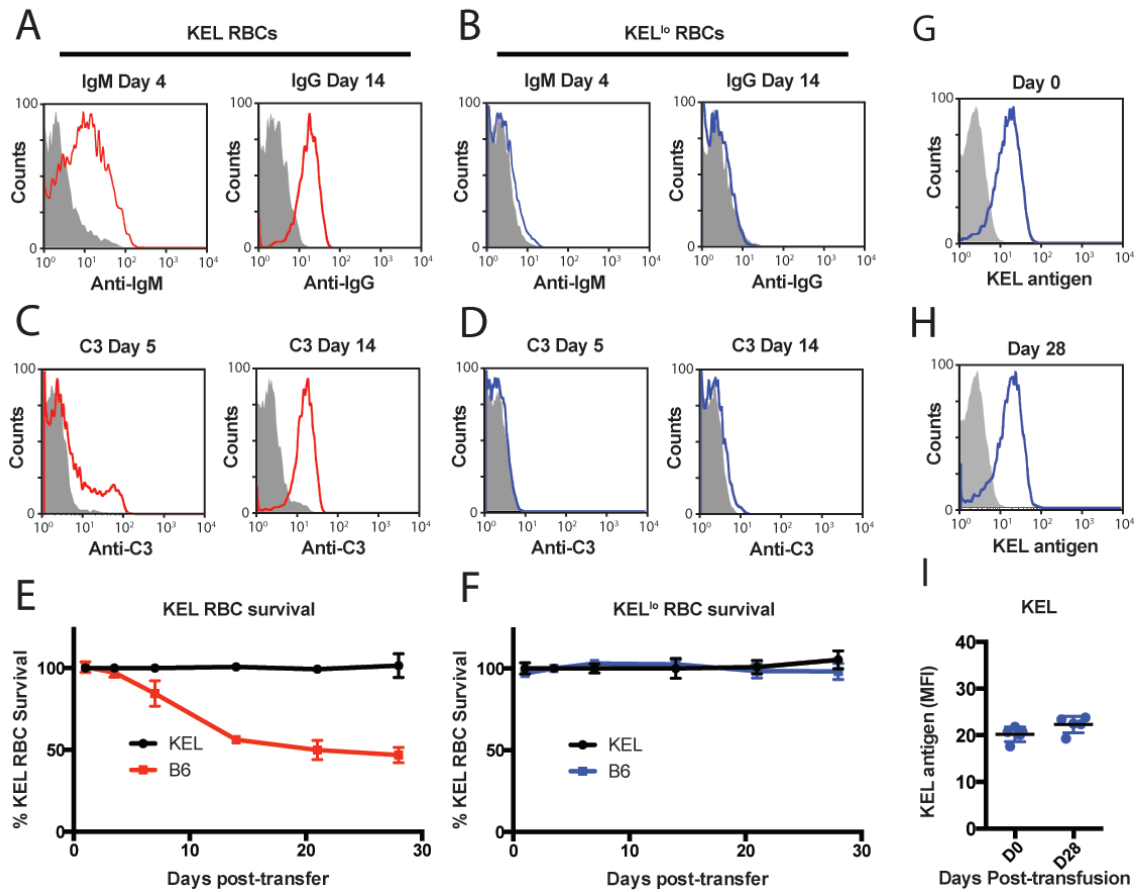 A
KEL RBCs
IgM Day 4
100
Counts
0
10⁰ 10¹ 10² 10³ 10⁴
Anti-IgM
IgG Day 14
100
Counts
0
10⁰ 10¹ 10² 10³ 10⁴
Anti-IgG
B
KELˡᵒ RBCs
IgM Day 4
100
Counts
0
10⁰ 10¹ 10² 10³ 10⁴
Anti-IgM
IgG Day 14
100
Counts
0
10⁰ 10¹ 10² 10³ 10⁴
Anti-IgG
G
Day 0
100
Counts
0
10⁰ 10¹ 10² 10³ 10⁴
KEL antigen
C
C3 Day 5
100
Counts
0
10⁰ 10¹ 10² 10³ 10⁴
Anti-C3
C3 Day 14
100
Counts
0
10⁰ 10¹ 10² 10³ 10⁴
Anti-C3
D
C3 Day 5
100
Counts
0
10⁰ 10¹ 10² 10³ 10⁴
Anti-C3
C3 Day 14
100
Counts
0
10⁰ 10¹ 10² 10³ 10⁴
Anti-C3
H
Day 28
100
Counts
0
10⁰ 10¹ 10² 10³ 10⁴
KEL antigen
E
KEL RBC survival
% KEL RBC Survival
100
50
0
KEL
B6
0 10 20 30
Days post-transfer
F
KELˡᵒ RBC survival
% KEL RBC Survival
100
50
0
KEL
B6
0 10 20 30
Days post-transfer
I
KEL
KEL antigen (MFI)
40
30
20
10
0
D0 D28
Days Post-transfusion